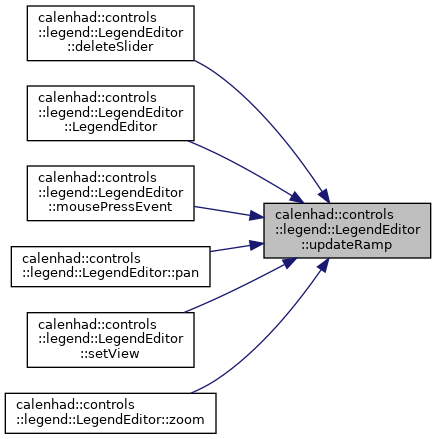 calenhad::controls
::legend::LegendEditor
::deleteSlider
calenhad::controls
::legend::LegendEditor
::LegendEditor
calenhad::controls
::legend::LegendEditor
::mousePressEvent
calenhad::controls
::legend::LegendEditor
::updateRamp
calenhad::controls
::legend::LegendEditor::pan
calenhad::controls
::legend::LegendEditor
::setView
calenhad::controls
::legend::LegendEditor::zoom